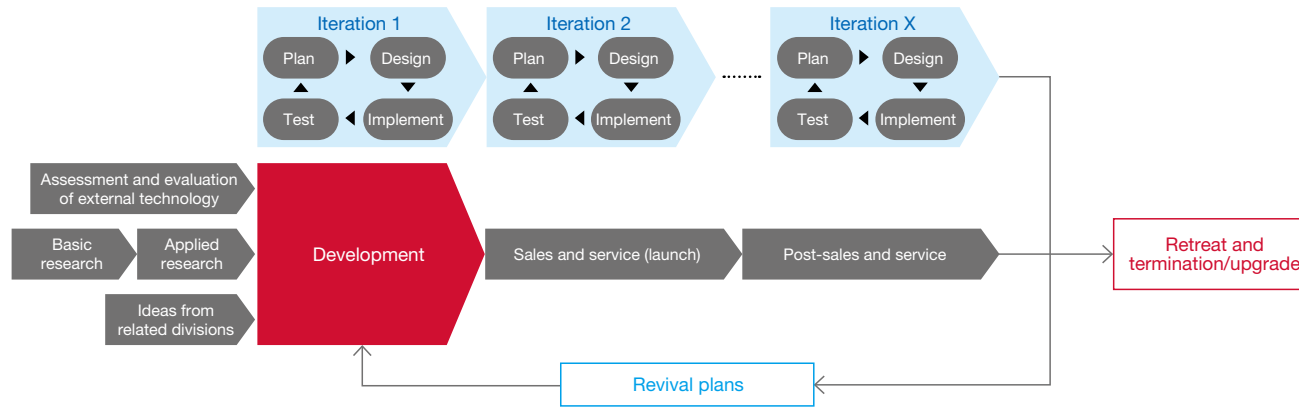 Iteration 1
Iteration 2
Iteration X
Plan
Design
Test
Implement
Plan
Design
Test
Implement
........
Plan
Design
Test
Implement
Assessment and evaluation
of external technology
Basic
research
Applied
research
Ideas from
related divisions
Development
Sales and service (launch)
Post-sales and service
Retreat and
termination/upgrade
Revival plans